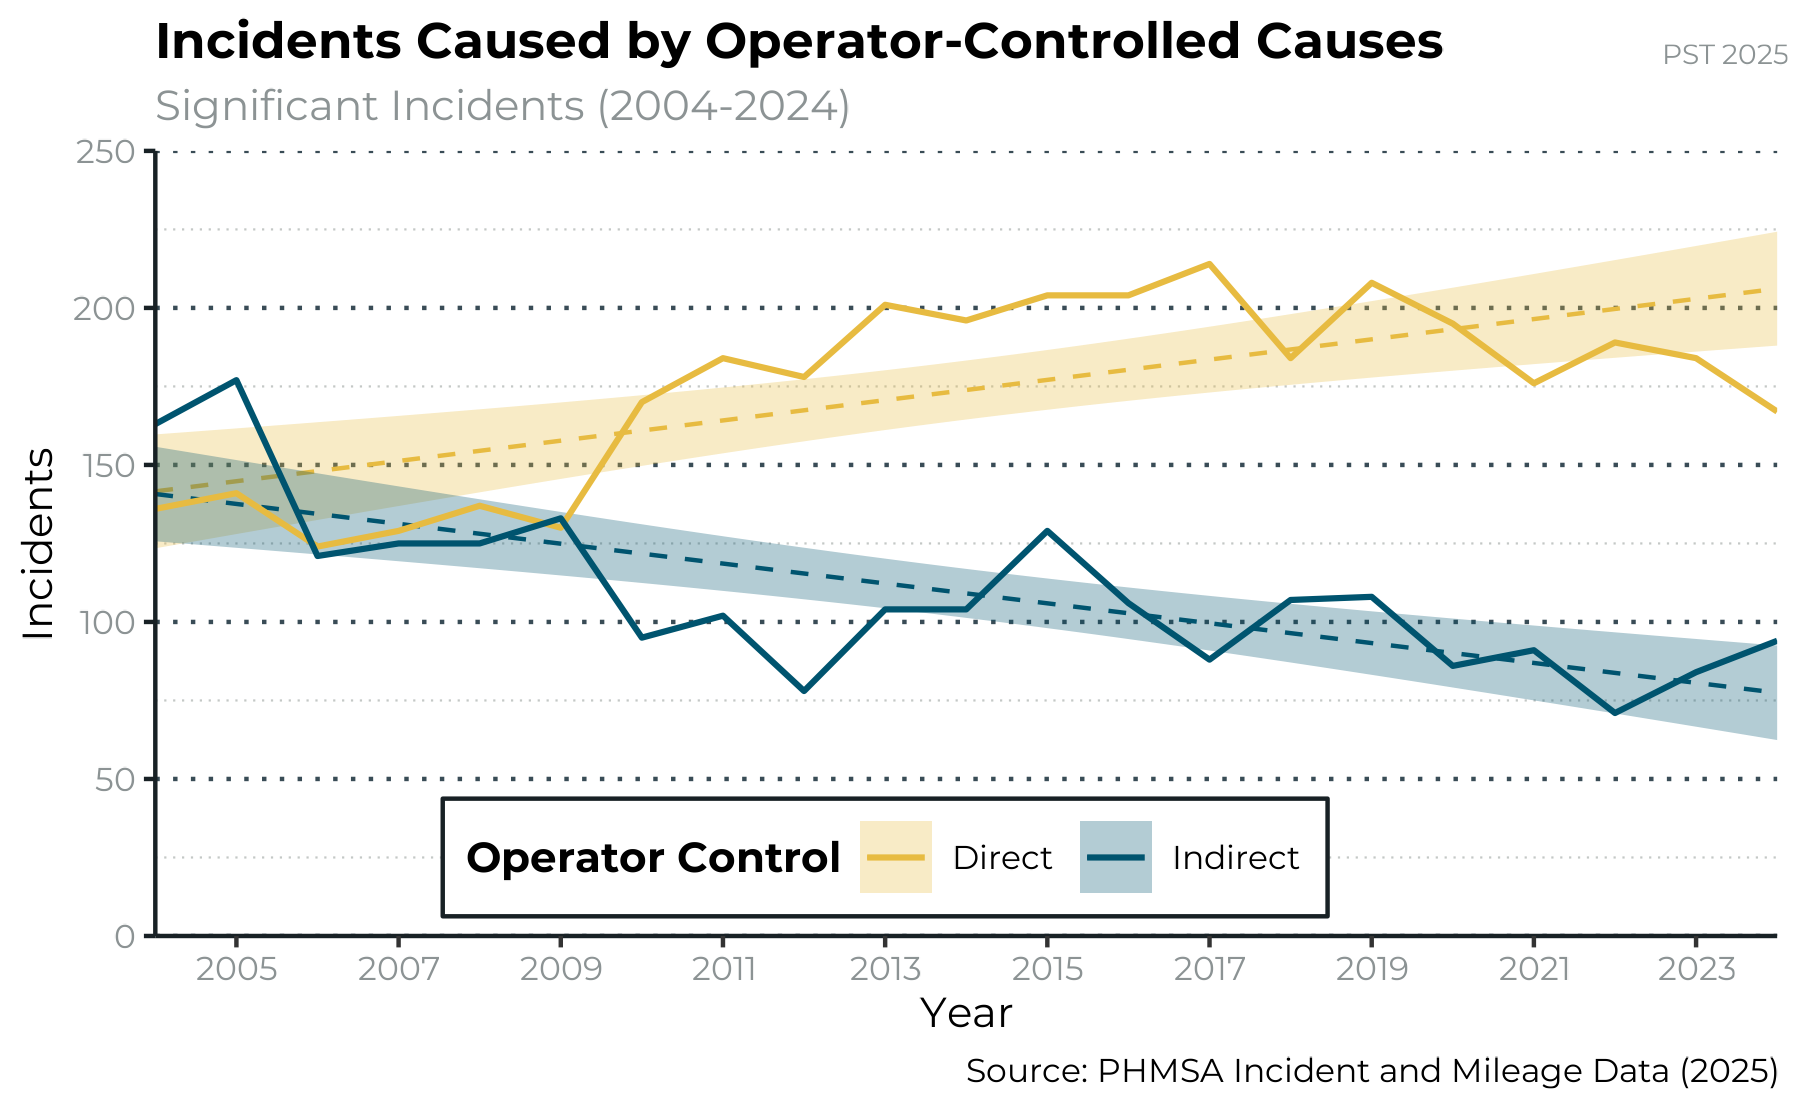 Incidents Caused by Operator-Controlled Causes
PST 2025
Significant Incidents (2004-2024)
250
200
150
100
50
0
Incidents
Operator Control Direct Indirect
2005 2007 2009 2011 2013 2015 2017 2019 2021 2023
Year
Source: PHMSA Incident and Mileage Data (2025)